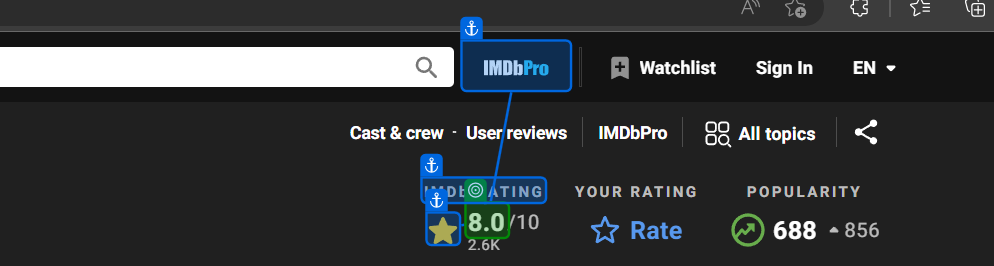 IMDbPro
Watchlist
Sign In
EN
Cast & crew · User reviews
IMDbPro
All topics
RATING
YOUR RATING
POPULARITY
8.0/10
2.6K
Rate
688
856